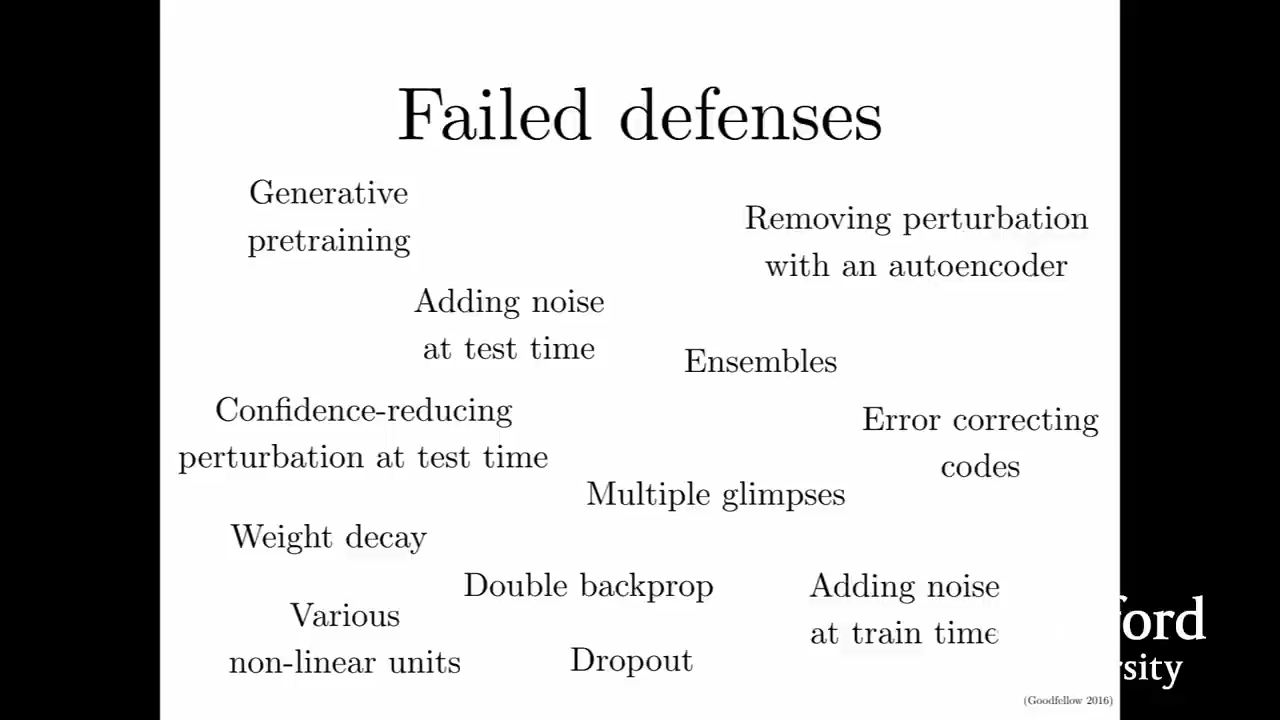 Failed defenses
Generative
pretraining
Removing perturbation
with an autoencoder
Adding noise
at test time
Ensembles
Confidence-reducing
perturbation at test time
Error correcting
codes
Multiple glimpses
Weight decay
Double backprop
Adding noise
at train time
Various
non-linear units
Dropout
(Goodfellow 2016)